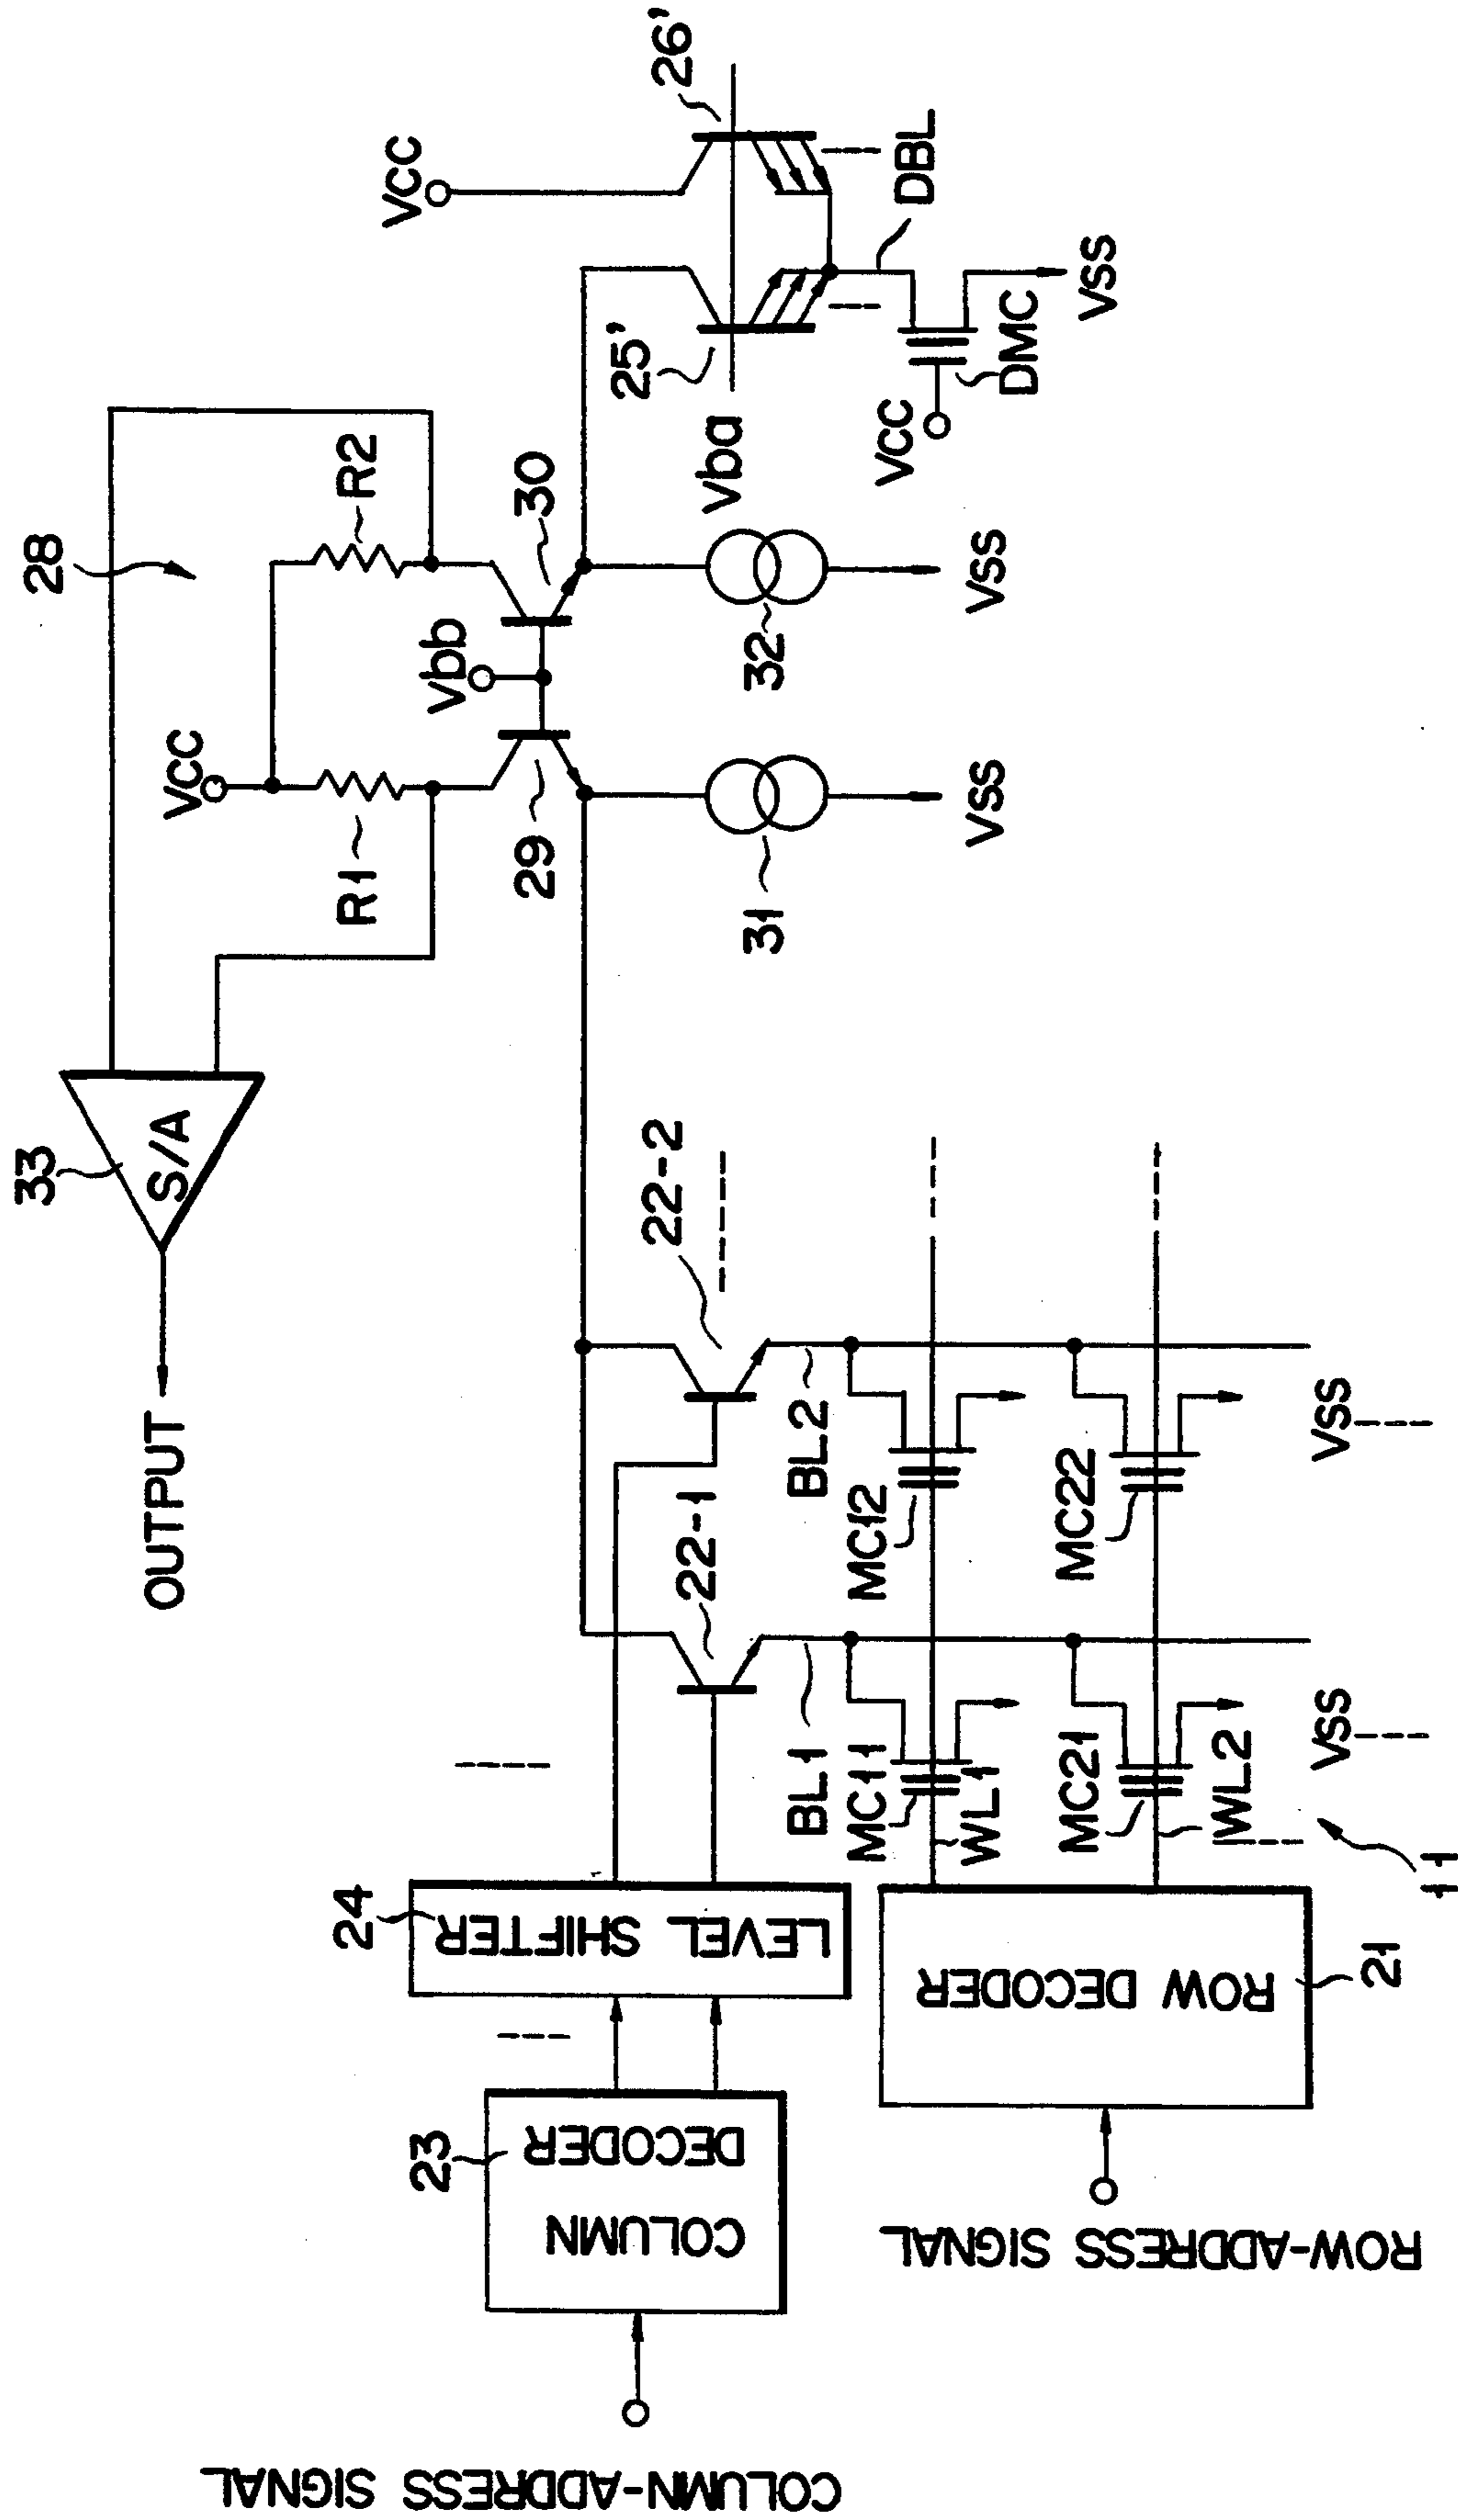 28
33
S/A
OUTPUT
VCC
R1
R2
Vbb
29
30
31
32
VSS
VSS
VCC
26'
25'
Vba
DBL
VCC
DMC
VSS
22-2
22-1
24
LEVEL SHIFTER
23
COLUMN
DECODER
COLUMN-ADDRESS SIGNAL
BL1
BL2
MC11
MC12
WL1
MC21
MC22
WL2
VSS
VSS
ROW DECODER
21
ROW-ADDRESS SIGNAL
11